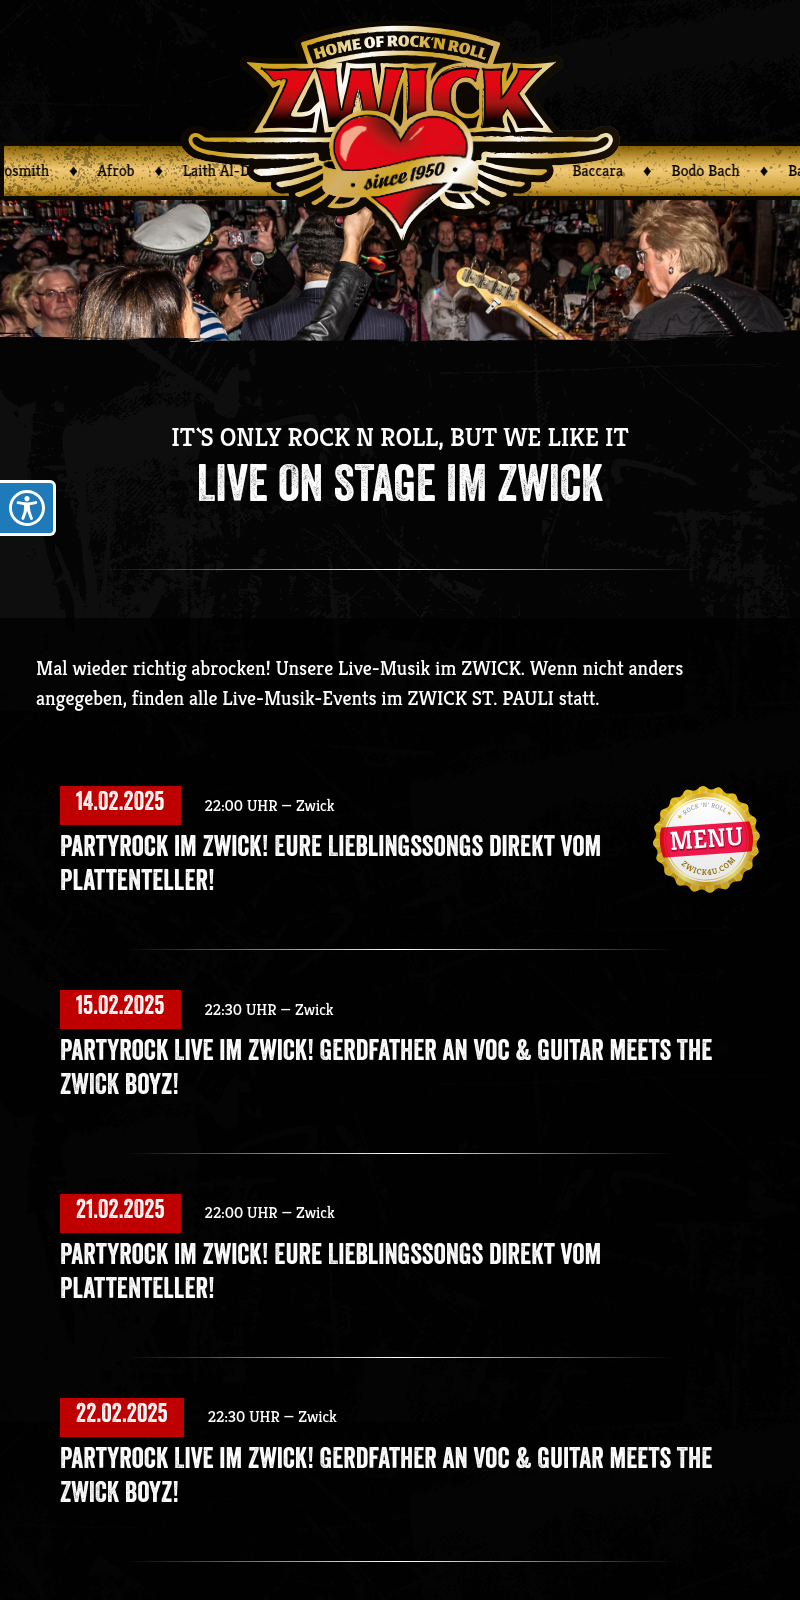 HOME OF ROCK'N ROLL
ZWICK
since 1950
osmith ♦ Afrob ♦ Laith Al-D
Baccara ♦ Bodo Bach ♦
IT`S ONLY ROCK N ROLL, BUT WE LIKE IT
LIVE ON STAGE IM ZWICK
Mal wieder richtig abrocken! Unsere Live-Musik im ZWICK. Wenn nicht anders
angegeben, finden alle Live-Musik-Events im ZWICK ST. PAULI statt.
14.02.2025 22:00 UHR – Zwick
PARTYROCK IM ZWICK! EURE LIEBLINGSSONGS DIREKT VOM
PLATTENTELLER!
ROCK 'N' ROLL
MENU
ZWICK4U.COM
15.02.2025 22:30 UHR – Zwick
PARTYROCK LIVE IM ZWICK! GERDFATHER AN VOC & GUITAR MEETS THE
ZWICK BOYZ!
21.02.2025 22:00 UHR – Zwick
PARTYROCK IM ZWICK! EURE LIEBLINGSSONGS DIREKT VOM
PLATTENTELLER!
22.02.2025 22:30 UHR – Zwick
PARTYROCK LIVE IM ZWICK! GERDFATHER AN VOC & GUITAR MEETS THE
ZWICK BOYZ!